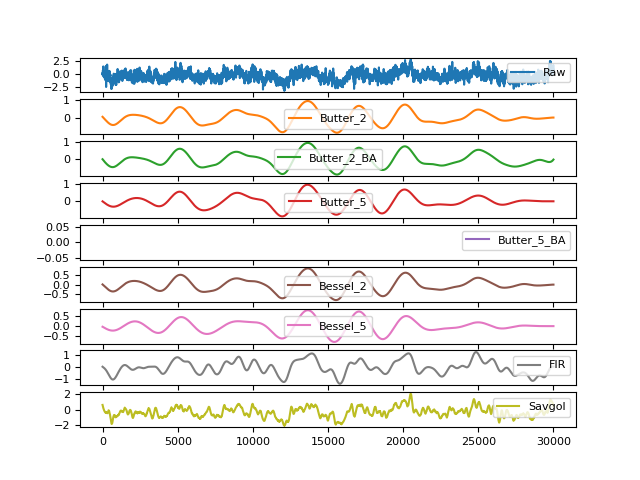 2.5
0.0
−2.5
Raw
1
0
Butter_2
1
0
Butter_2_BA
1
0
Butter_5
0.05
0.00
−0.05
Butter_5_BA
0.5
0.0
−0.5
Bessel_2
0.5
0.0
−0.5
Bessel_5
1
0
−1
FIR
2
0
−2
Savgol
0 5000 10000 15000 20000 25000 30000